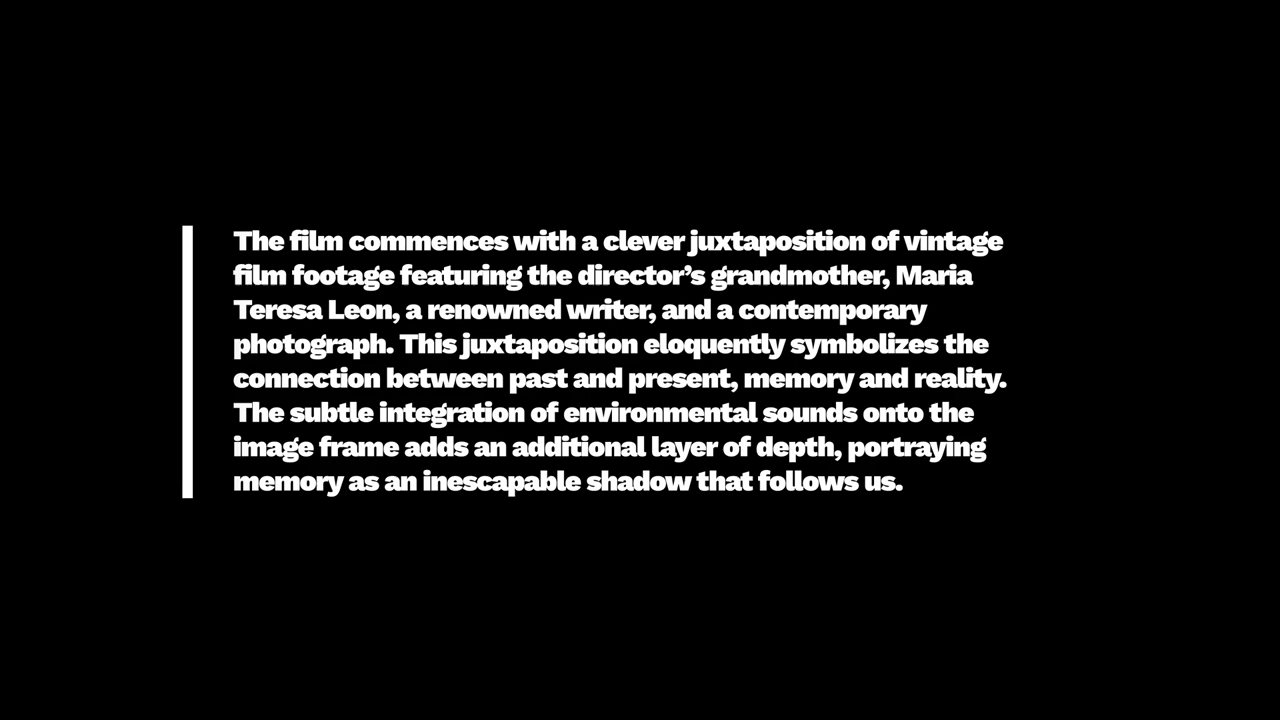 The film commences with a clever juxtaposition of vintage
film footage featuring the director’s grandmother, Maria
Teresa Leon, a renowned writer, and a contemporary
photograph. This juxtaposition eloquently symbolizes the
connection between past and present, memory and reality.
The subtle integration of environmental sounds onto the
image frame adds an additional layer of depth, portraying
memory as an inescapable shadow that follows us.